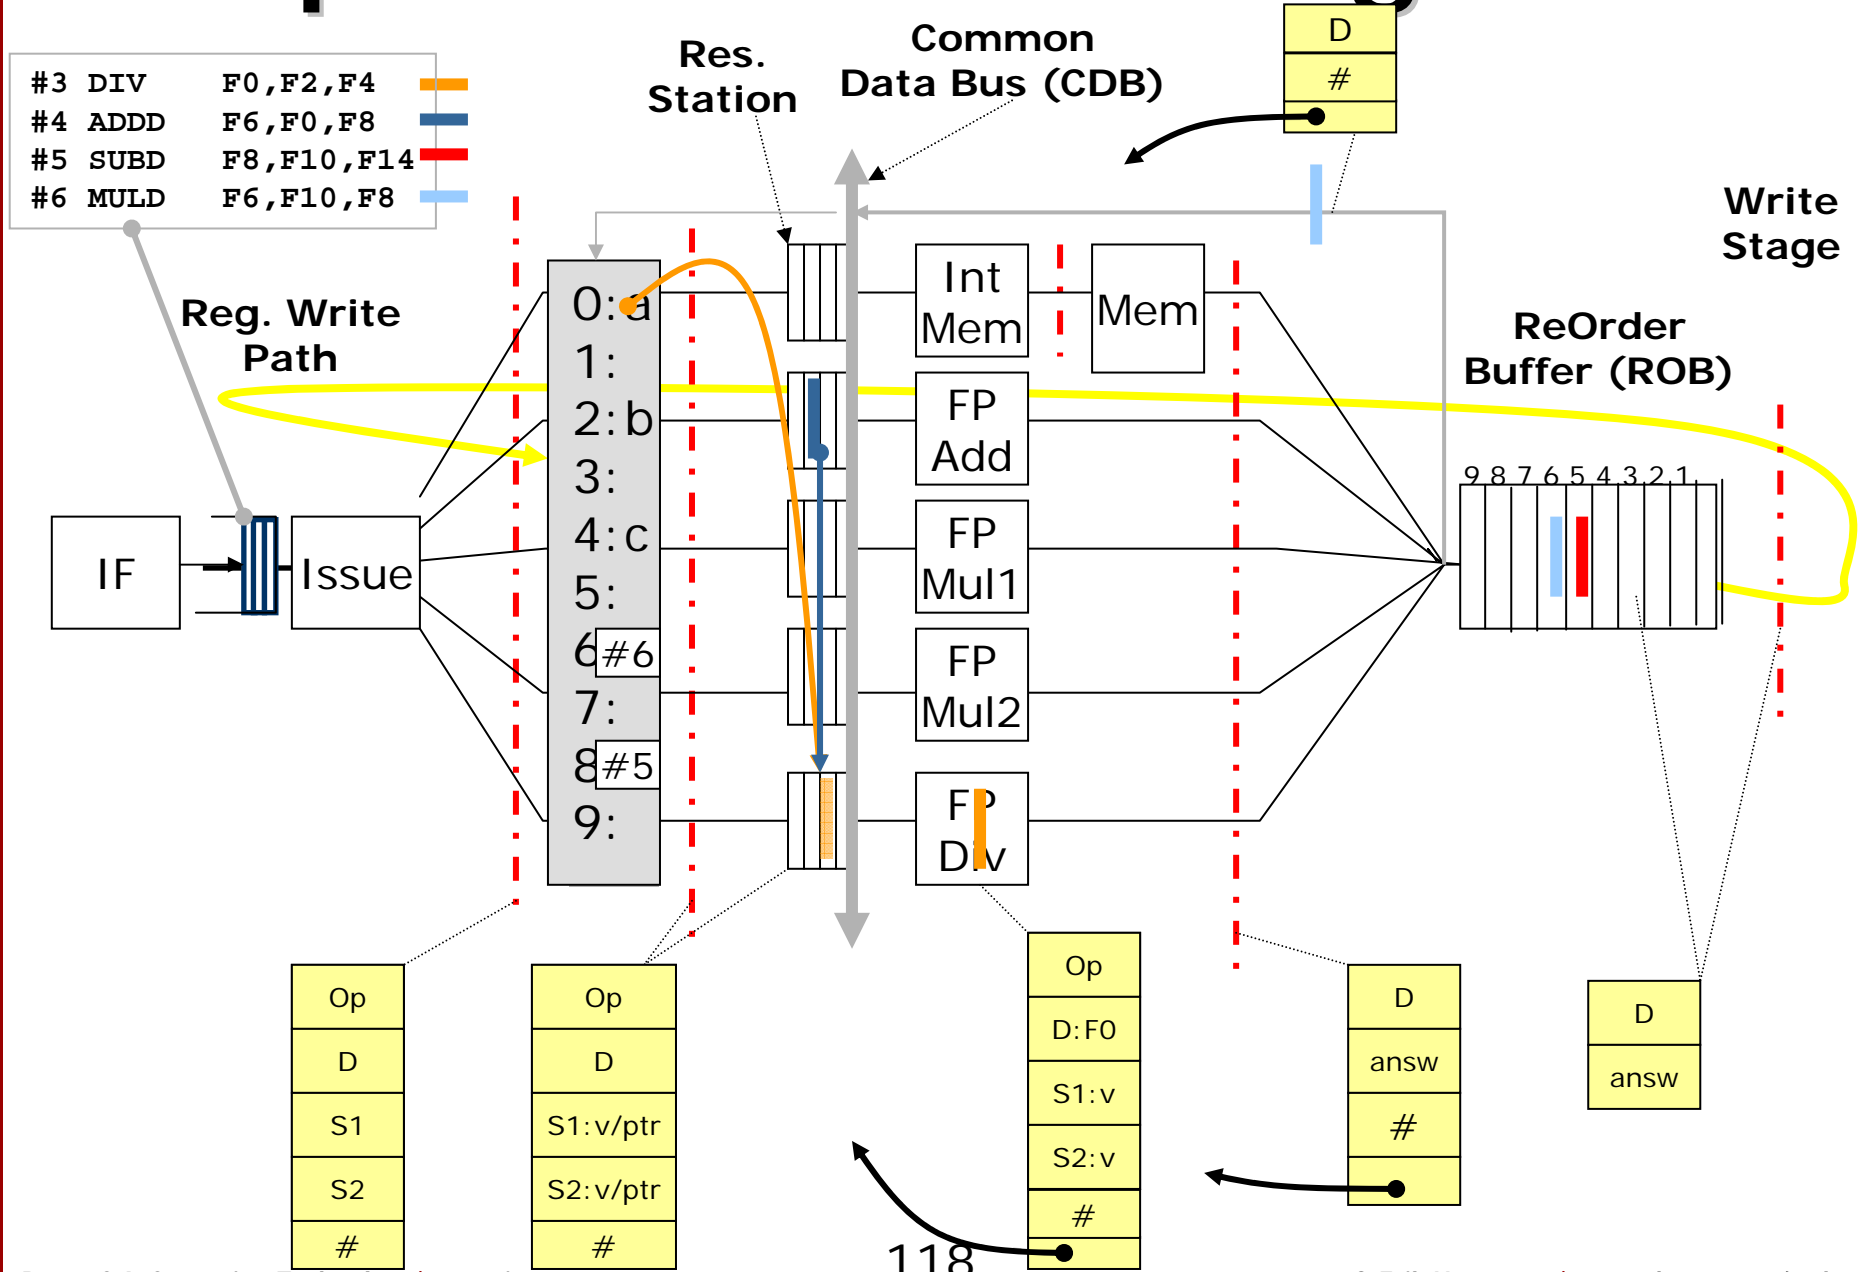 #3 DIV F0,F2,F4
#4 ADDD F6,F0,F8
#5 SUBD F8,F10,F14
#6 MULD F6,F10,F8
Res.
Station
Common
Data Bus (CDB)
D
#
Write
Stage
Reg. Write
Path
ReOrder
Buffer (ROB)
0:a
1:
2:b
3:
4:c
5:
6
#6
7:
8
#5
9:
Int
Mem
Mem
FP
Add
FP
Mul1
FP
Mul2
FP
Div
IF
Issue
9 8 7 6 5 4 3 2 1
Op
D
S1
S2
#
Op
D
S1:v/ptr
S2:v/ptr
#
Op
D:F0
S1:v
S2:v
#
D
answ
#
D
answ
118